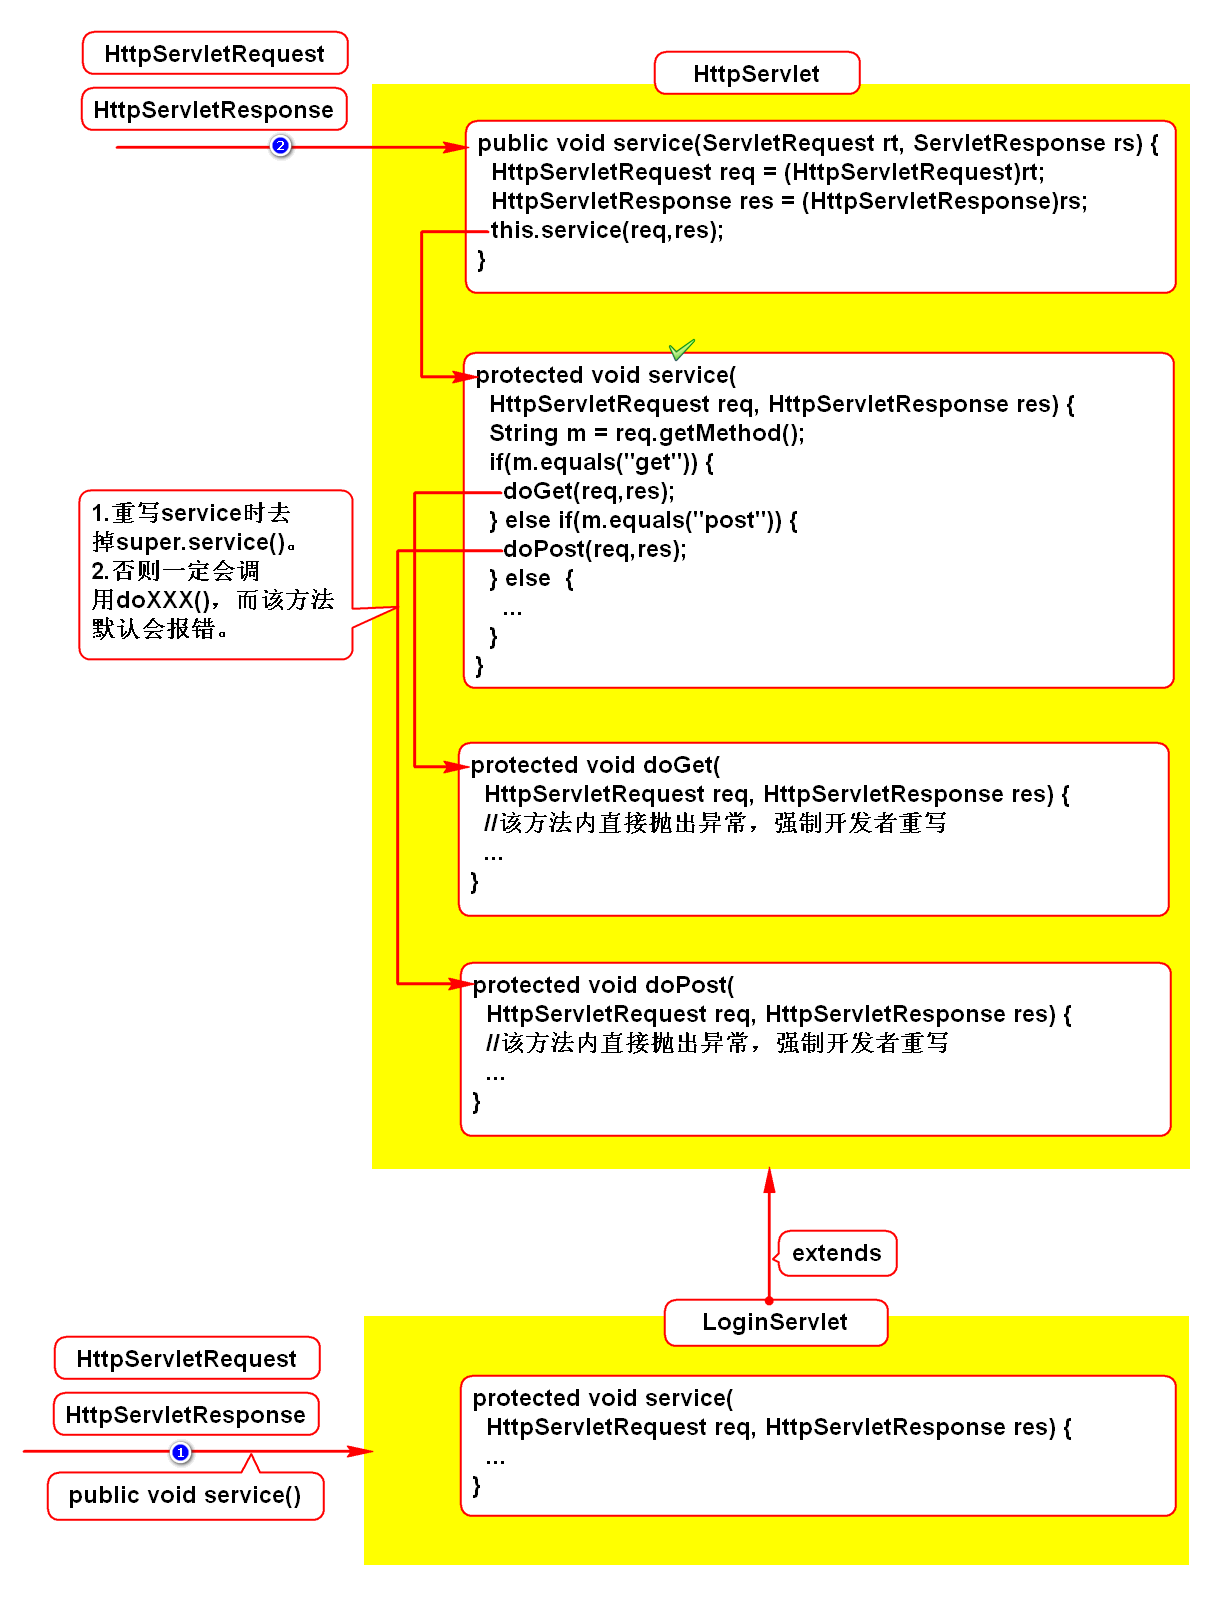 HttpServletRequest
HttpServletResponse
2
HttpServlet
public void service(ServletRequest rt, ServletResponse rs) {
HttpServletRequest req = (HttpServletRequest)rt;
HttpServletResponse res = (HttpServletResponse)rs;
this.service(req,res);
}
protected void service(
HttpServletRequest req, HttpServletResponse res) {
String m = req.getMethod();
if(m.equals("get")) {
doGet(req,res);
} else if(m.equals("post")) {
doPost(req,res);
} else {
...
}
}
1.重写service时去
掉super.service()。
2.否则一定会调
用doXXX()，而该方法
默认会报错。
protected void doGet(
HttpServletRequest req, HttpServletResponse res) {
//该方法内直接抛出异常，强制开发者重写
...
}
protected void doPost(
HttpServletRequest req, HttpServletResponse res) {
//该方法内直接抛出异常，强制开发者重写
...
}
extends
LoginServlet
HttpServletRequest
HttpServletResponse
1
public void service()
protected void service(
HttpServletRequest req, HttpServletResponse res) {
...
}